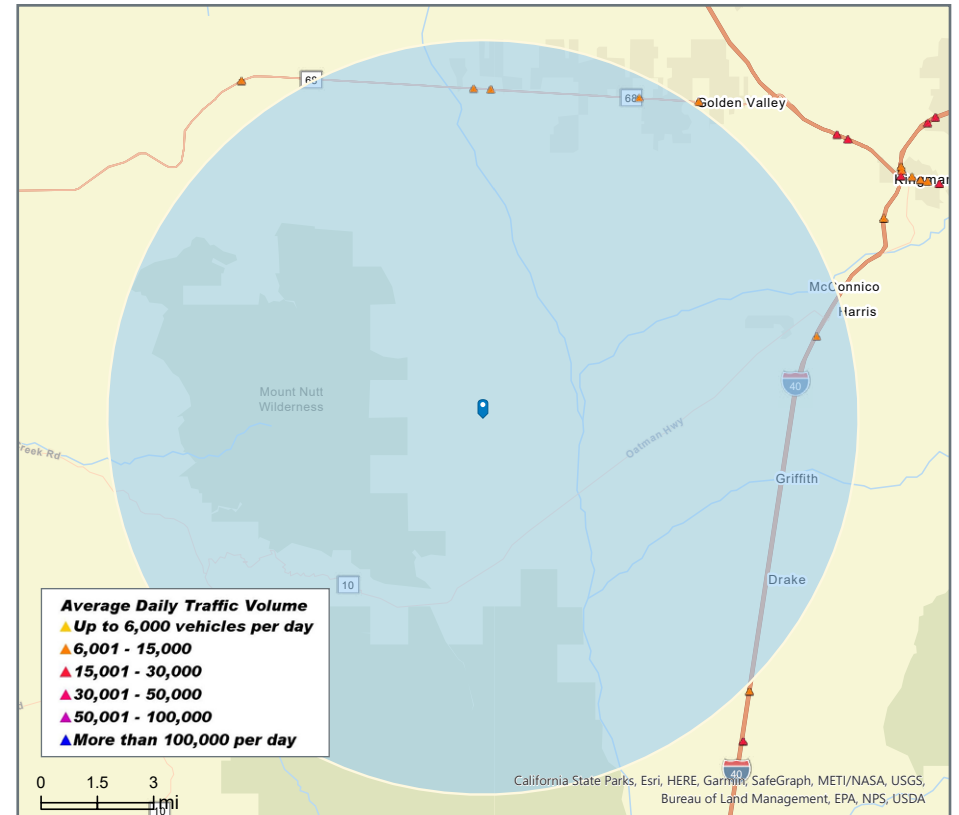 68
68
Golden Valley
Kingman
McConnico
Harris
40
Mount Nutt
Wilderness
Oatman Hwy
reek Rd
Griffith
Drake
10
Average Daily Traffic Volume
Up to 6,000 vehicles per day
6,001 - 15,000
15,001 - 30,000
30,001 - 50,000
50,001 - 100,000
More than 100,000 per day
d
40
0 1.5 3
mi
10
California State Parks, Esri, HERE, Garmin, SafeGraph, METI/NASA, USGS,
Bureau of Land Management, EPA, NPS, USDA